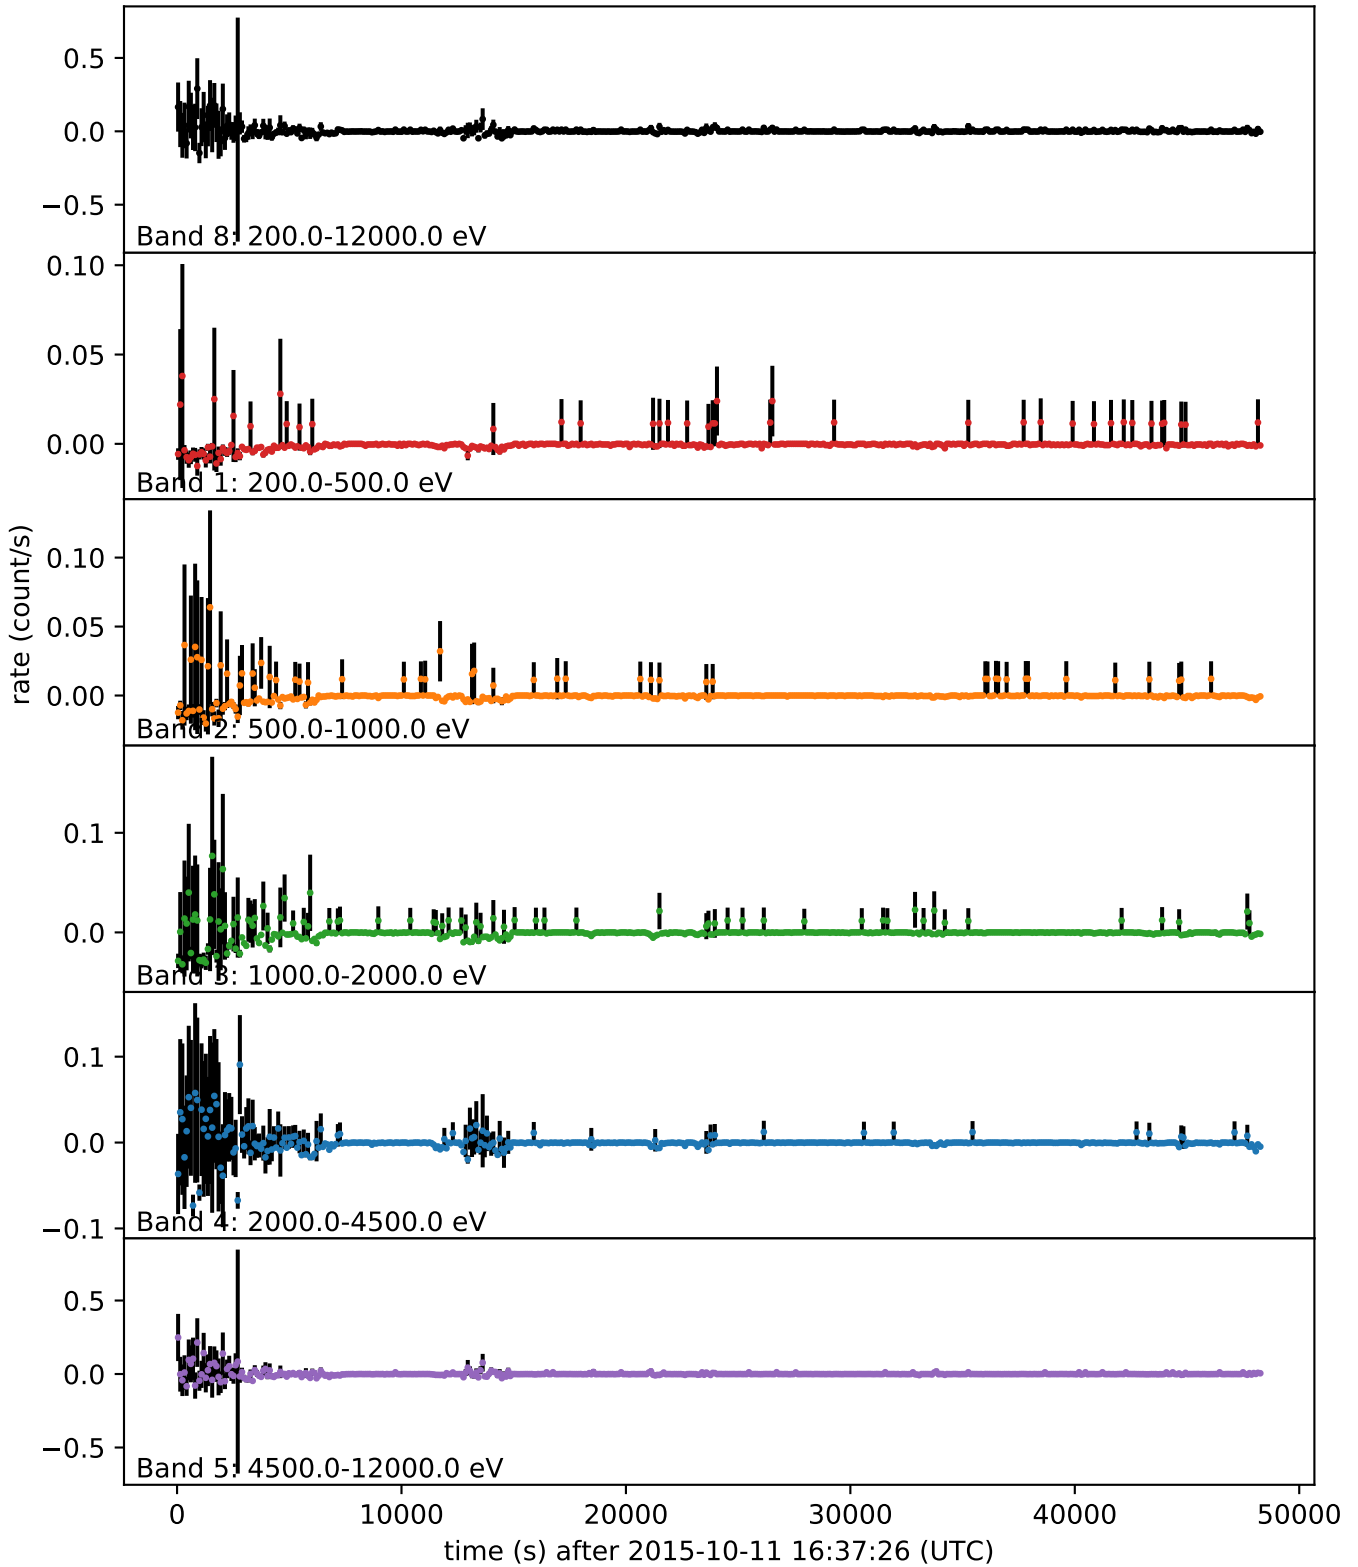 0.5
0.0
−0.5
Band 8: 200.0-12000.0 eV
0.10
0.05
0.00
Band 1: 200.0-500.0 eV
rate (count/s)
0.10
0.05
0.00
Band 2: 500.0-1000.0 eV
0.1
0.0
Band 3: 1000.0-2000.0 eV
0.1
0.0
−0.1
Band 4: 2000.0-4500.0 eV
0.5
0.0
−0.5
Band 5: 4500.0-12000.0 eV
0 10000 20000 30000 40000 50000
time (s) after 2015-10-11 16:37:26 (UTC)